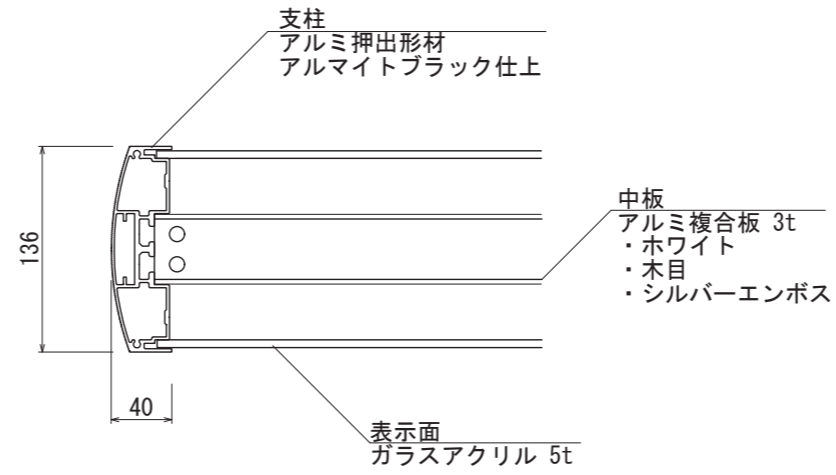 支柱
アルミ押出形材
アルマイトブラック仕上
中板
アルミ複合板 3t
・ホワイト
・木目
・シルバーエンボス
136
40
表示面
ガラスアクリル 5t